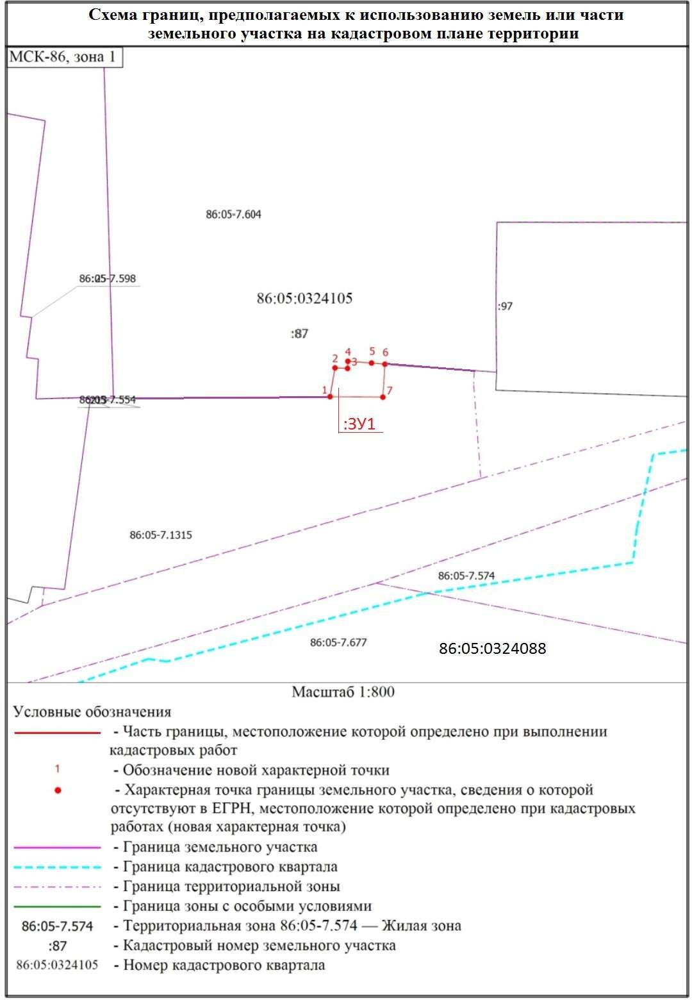 Схема границ, предполагаемых к использованию земель или части
земельного участка на кадастровом плане территории
МСК-86, зона 1
86:05-7.604
86:05-7.598
86:05:0324105
:97
:87
4
5
6
2
3
1
7
86:05-7.554
:ЗУ1
86:05-7.1315
86:05-7.574
86:05-7.677
86:05:0324088
Масштаб 1:800
Условные обозначения
- Часть границы, местоположение которой определено при выполнении
кадастровых работ
1
- Обозначение новой характерной точки
- Характерная точка границы земельного участка, сведения о которой
отсутствуют в ЕГРН, местоположение которой определено при кадастровых
работах (новая характерная точка)
- Граница земельного участка
- Граница кадастрового квартала
- Граница территориальной зоны
- Граница зоны с особыми условиями
86:05-7.574 - Территориальная зона 86:05-7.574 — Жилая зона
:87 - Кадастровый номер земельного участка
86:05:0324105 - Номер кадастрового квартала